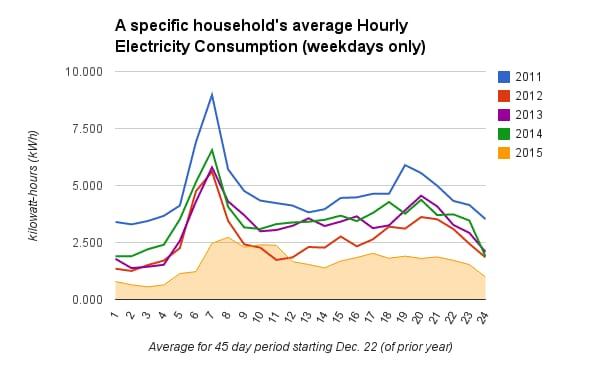 A specific household's average Hourly
Electricity Consumption (weekdays only)
10.000
7.500
5.000
2.500
0.000
kilowatt-hours (kWh)
1 2 3 4 5 6 7 8 9 10 11 12 13 14 15 16 17 18 19 20 21 22 23 24
Average for 45 day period starting Dec. 22 (of prior year)
2011
2012
2013
2014
2015